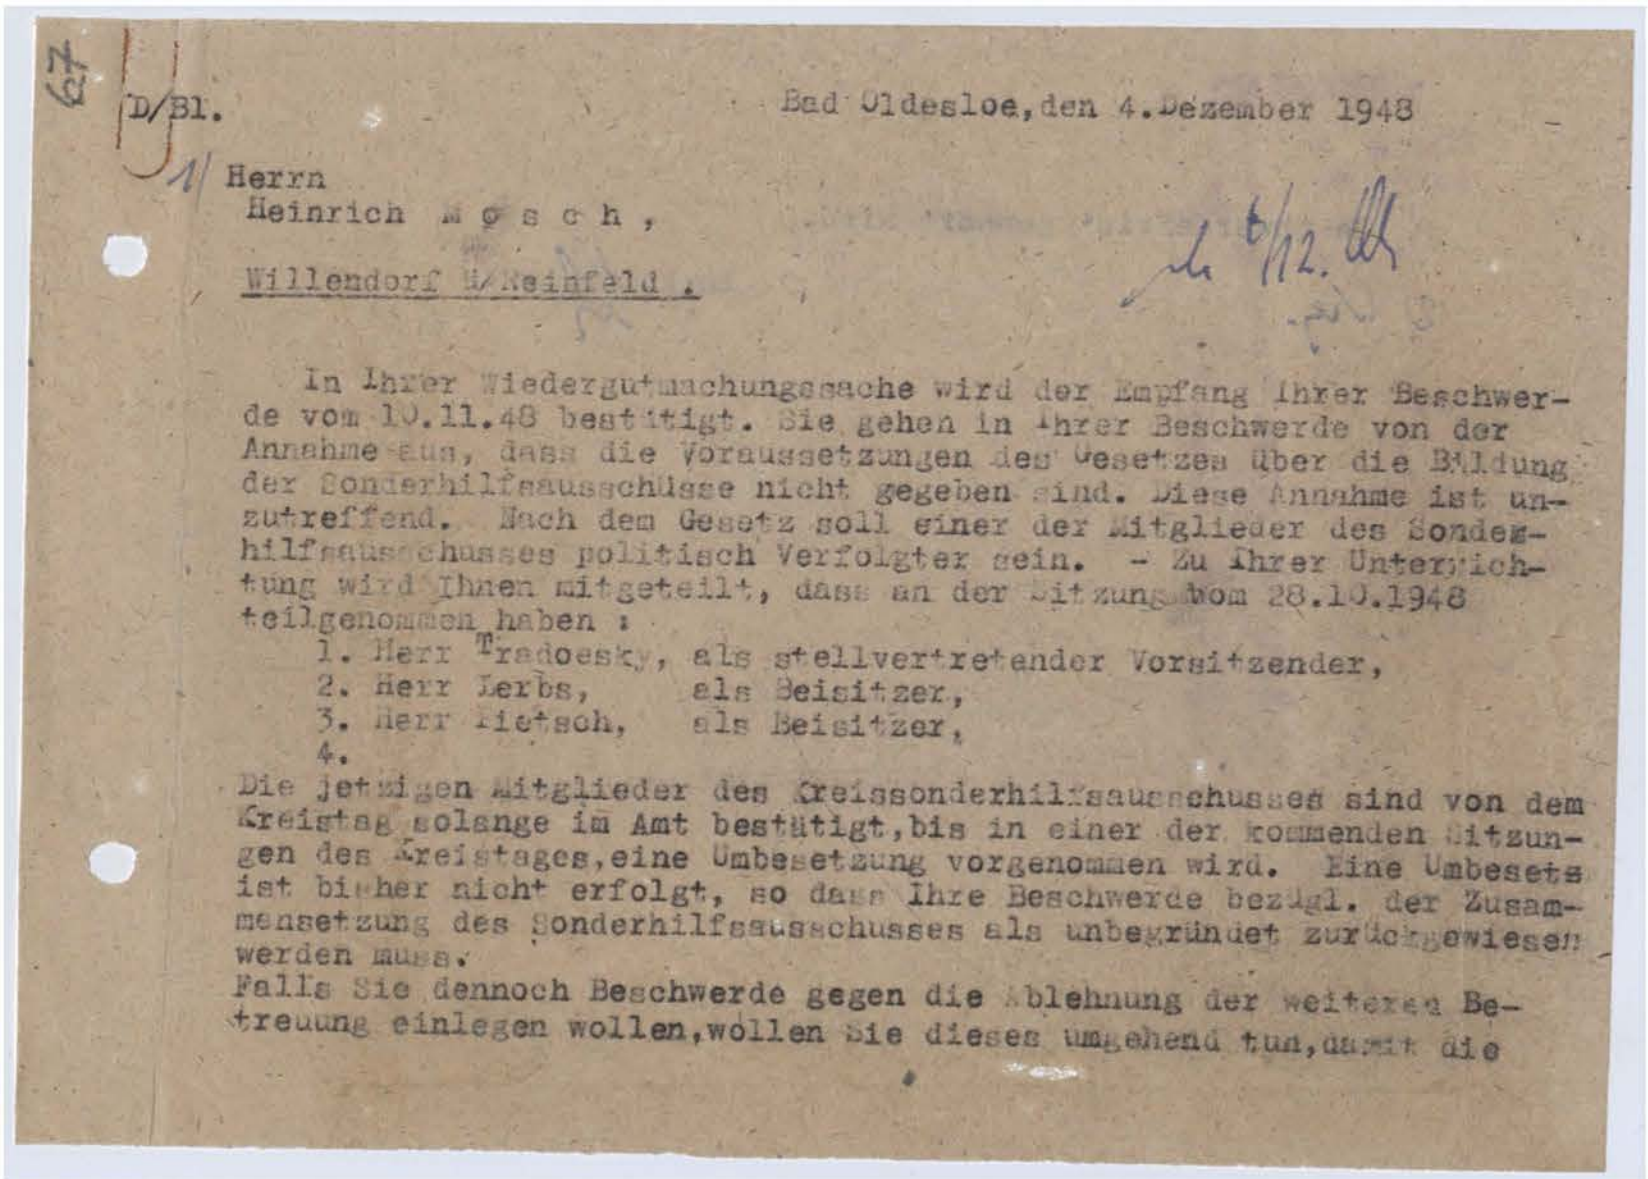 67
D/Bl.
Bad Oldesloe,den 4.Dezember 1948
1/ Herrn
Heinrich M o s c h ,
6/12.
Willendorf ü/Reinfeld .
In Ihrer Wiedergutmachungssache wird der Empfang Ihrer Beschwer-
de vom 10.11.48 bestätigt. Sie gehen in Ihrer Beschwerde von der
Annahme aus, dass die Voraussetzungen des Gesetzes über die Bildung
der Sonderhilfsausschüsse nicht gegeben sind. Diese Annahme ist un-
zutreffend. Nach dem Gesetz soll einer der Mitglieder des Sonder-
hilfsausschusses politisch Verfolgter sein. - Zu Ihrer Unterrich-
tung wird Ihnen mitgeteilt, dass an der Sitzung vom 28.10.1948
teilgenommen haben :
1. Herr Tradoesky, als stellvertretender Vorsitzender,
2. Herr Lerbs, als Beisitzer,
3. Herr Pietsch, als Beisitzer,
4.
Die jetzigen Mitglieder des Kreissonderhilfsausschusses sind von dem
Kreistag solange im Amt bestätigt,bis in einer der kommenden Sitzun-
gen des Kreistages,eine Umbesetzung vorgenommen wird. Eine Umbesetz
ist bisher nicht erfolgt, so dass Ihre Beschwerde bezügl. der Zusam-
mensetzung des Sonderhilfsausschusses als unbegründet zurückgewiesen
werden muss.
Falls Sie dennoch Beschwerde gegen die Ablehnung der weiteren Be-
treuung einlegen wollen,wollen Sie dieses umgehend tun,damit die